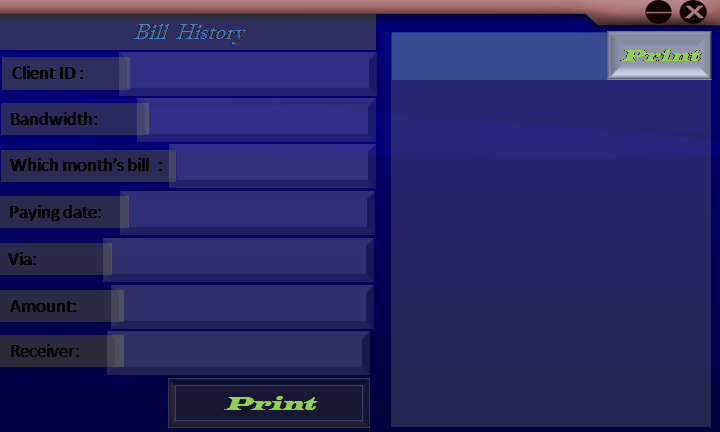 Bill History
Print
Client ID :
Bandwidth:
Which month's bill :
Paying date:
Via:
Amount:
Receiver:
Print